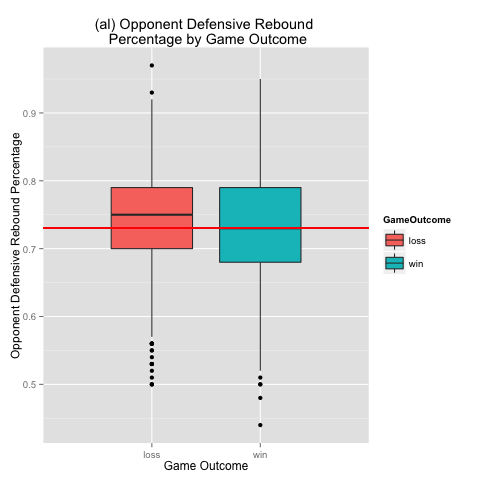 (al) Opponent Defensive Rebound
Percentage by Game Outcome
Opponent Defensive Rebound Percentage
0.9
0.8
0.7
0.6
0.5
loss
win
Game Outcome
GameOutcome
loss
win